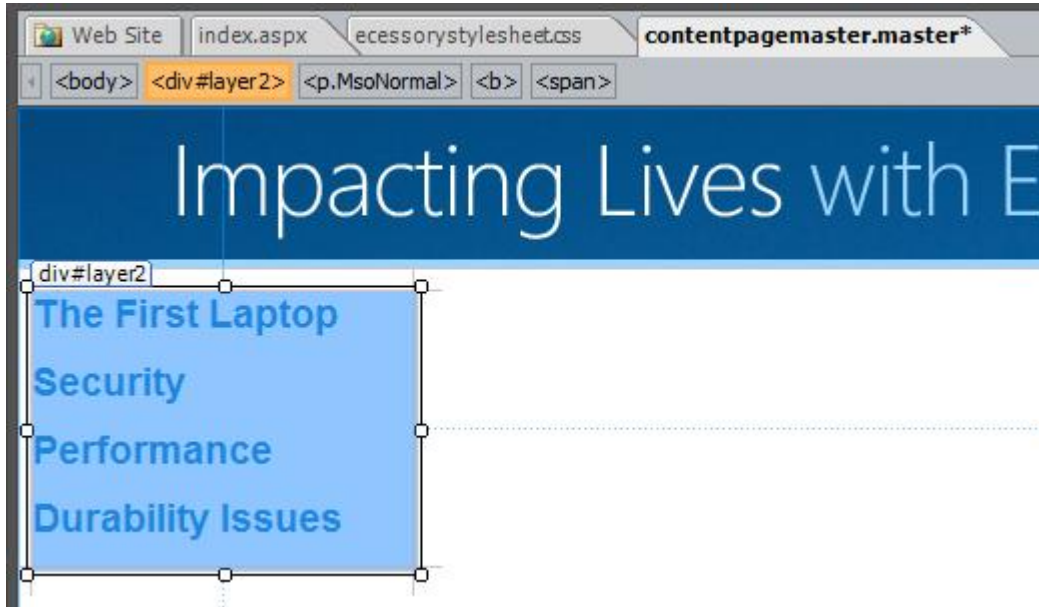 Web Site index.aspx ecessorystylesheet.css contentpagemaster.master*
<body> <div#layer2> <p.MsoNormal> <b> <span>
Impacting Lives with E
div#layer2
The First Laptop
Security
Performance
Durability Issues